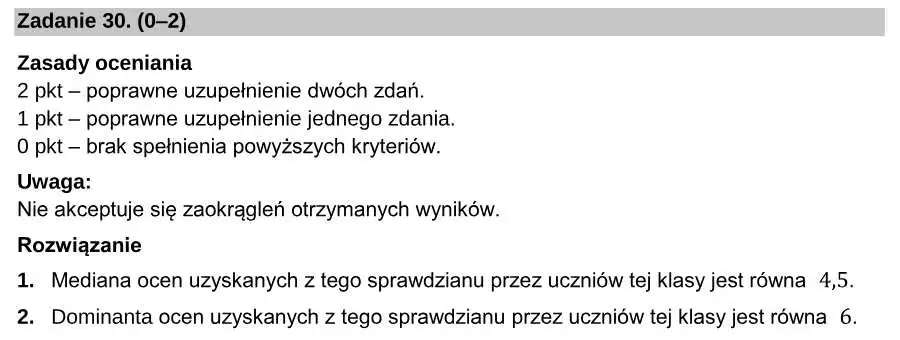 Zadanie 30. (0–2)
Zasady oceniania
2 pkt – poprawne uzupełnienie dwóch zdań.
1 pkt – poprawne uzupełnienie jednego zdania.
0 pkt – brak spełnienia powyższych kryteriów.
Uwaga:
Nie akceptuje się zaokrągleń otrzymanych wyników.
Rozwiązanie
1. Mediana ocen uzyskanych z tego sprawdzianu przez uczniów tej klasy jest równa 4,5.
2. Dominanta ocen uzyskanych z tego sprawdzianu przez uczniów tej klasy jest równa 6.